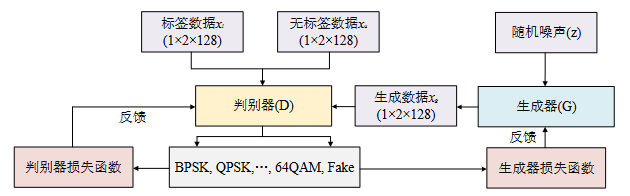 标签数据xₗ
(1×2×128)
无标签数据xᵤ
(1×2×128)
随机噪声(z)
判别器(D)
生成数据x_g
(1×2×128)
生成器(G)
反馈
反馈
判别器损失函数
BPSK, QPSK,⋯, 64QAM, Fake
生成器损失函数